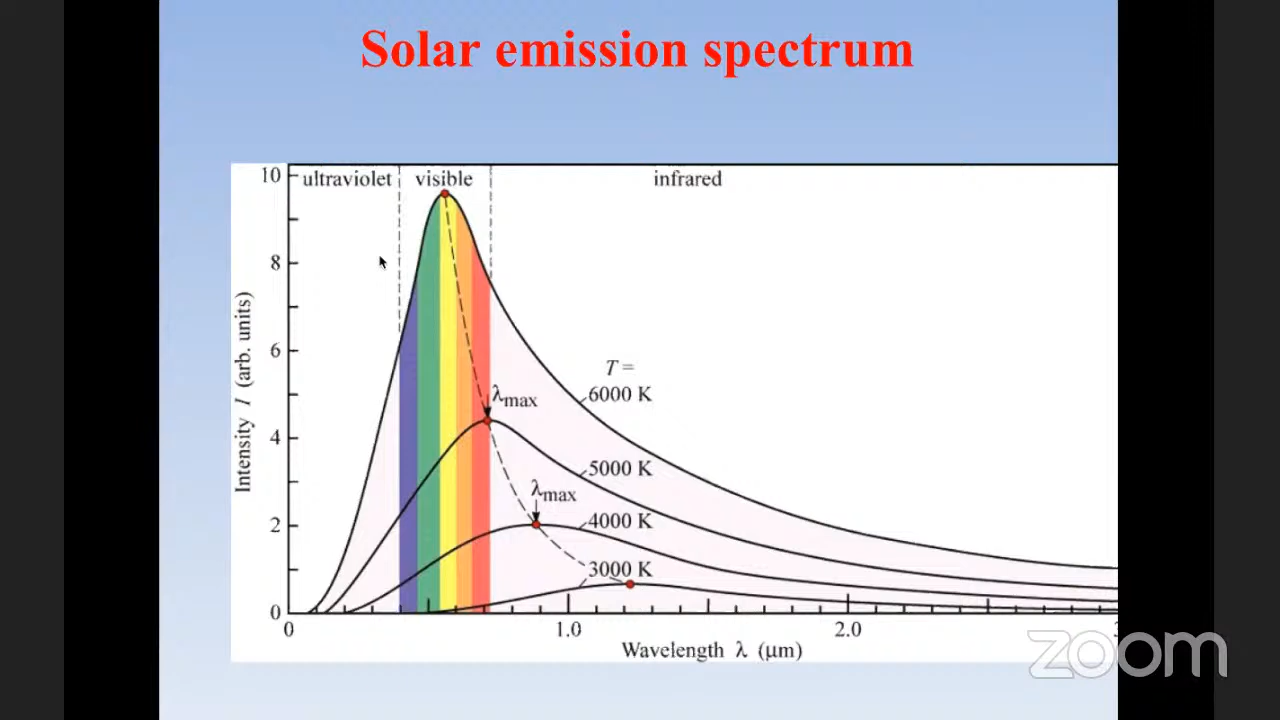 Solar emission spectrum
10
ultraviolet
visible
infrared
8
6
4
2
0
Intensity I (arb. units)
T =
6000 K
λmax
5000 K
λmax
4000 K
3000 K
0
1.0
2.0
Wavelength λ (μm)
zoom